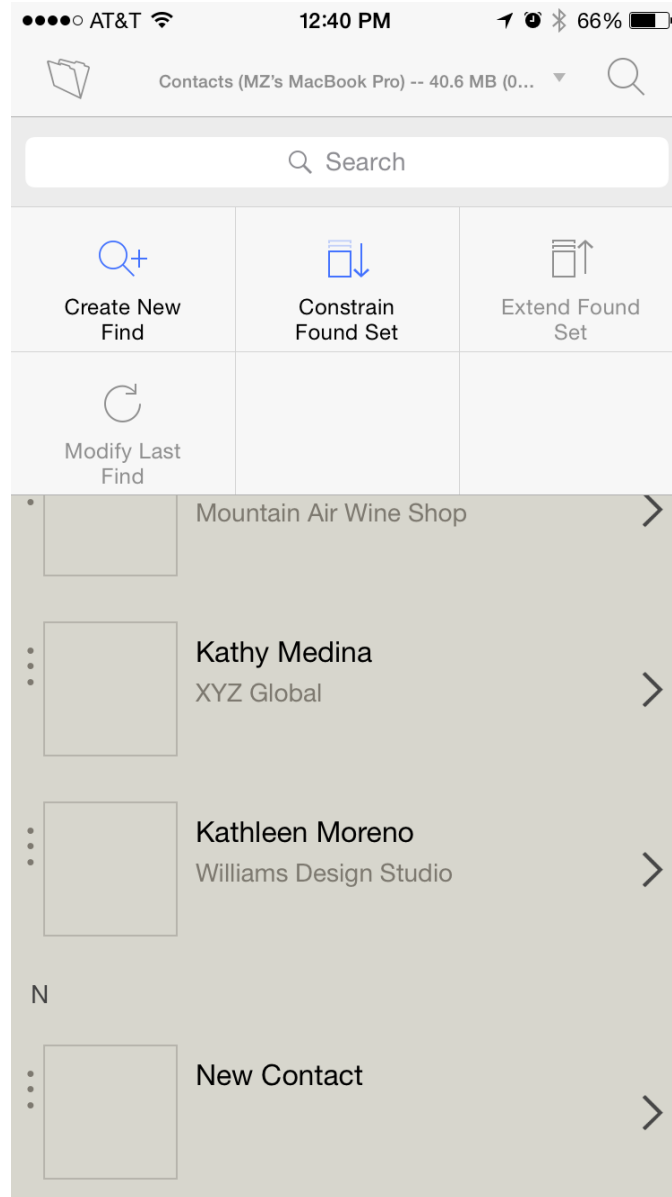 AT&T 12:40 PM 66%
Contacts (MZ's MacBook Pro) -- 40.6 MB (0...
Search
Create New
Find
Constrain
Found Set
Extend Found
Set
Modify Last
Find
Mountain Air Wine Shop
Kathy Medina
XYZ Global
Kathleen Moreno
Williams Design Studio
N
New Contact